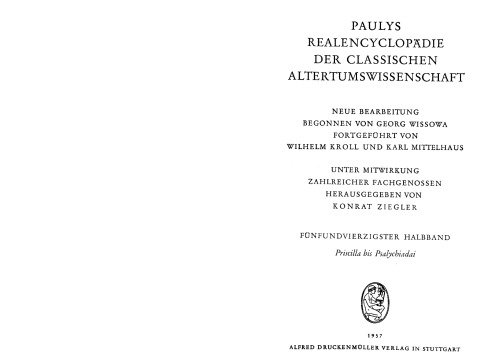 PAULYS
REALENCYCLOPÄDIE
DER CLASSISCHEN
ALTERTUMSWISSENSCHAFT
NEUE BEARBEITUNG
BEGONNEN VON GEORG WISSOWA
FORTGEFÜHRT VON
WILHELM KROLL UND KARL MITTELHAUS
UNTER MITWIRKUNG
ZAHLREICHER FACHGENOSSEN
HERAUSGEGEBEN VON
KONRAT ZIEGLER
FÜNFUNDVIERZIGSTER HALBBAND
Priscilla bis Psalychiadai
1957
ALFRED DRUCKENMÜLLER VERLAG IN STUTTGART